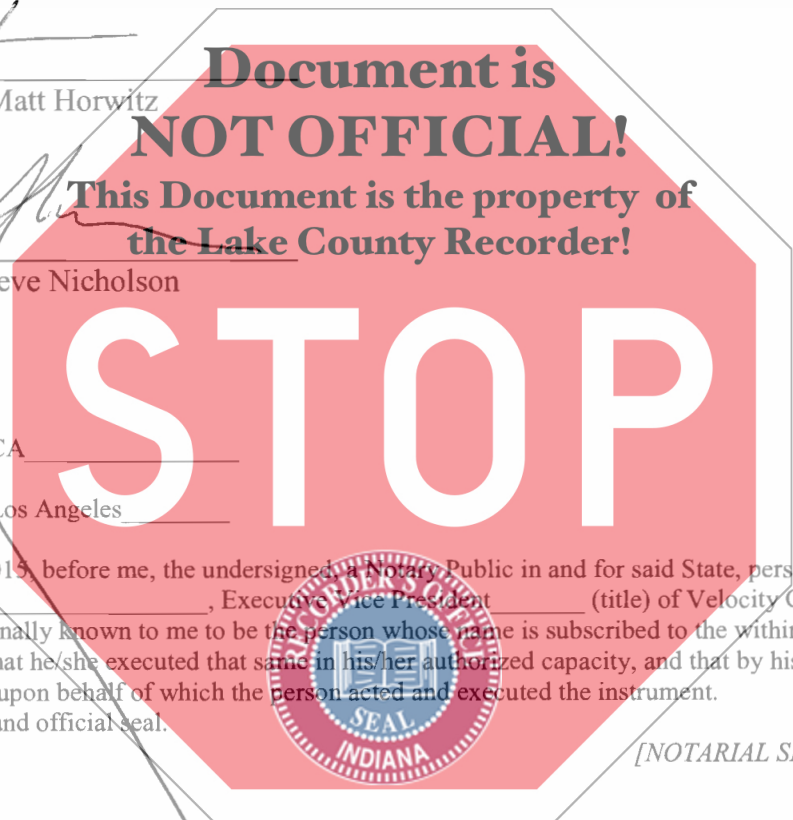 Document is
Matt Horwitz
NOT OFFICIAL!
This Document is the property of
the Lake County Recorder!
eve Nicholson
STOP
CA
Los Angeles
015, before me, the undersigned, a Notary Public in and for said State, pers
, Executive Vice President (title) of Velocity C
nally known to me to be the person whose name is subscribed to the within
hat he/she executed that same in his/her authorized capacity, and that by his
upon behalf of which the person acted and executed the instrument.
and official seal.
RECORDER'S OFFICE
SEAL
INDIANA
[NOTARIAL SE